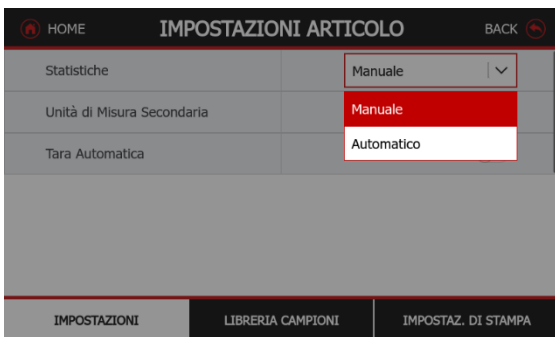 HOME IMPOSTAZIONI ARTICOLO BACK
Statistiche Manuale
Unità di Misura Secondaria Manuale
Tara Automatica Automatico
IMPOSTAZIONI LIBRERIA CAMPIONI IMPOSTAZ. DI STAMPA